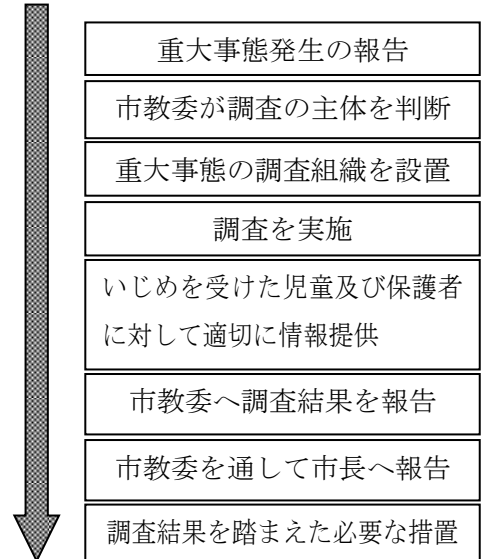 重大事態発生の報告
市教委が調査の主体を判断
重大事態の調査組織を設置
調査を実施
いじめを受けた児童及び保護者
に対して適切に情報提供
市教委へ調査結果を報告
市教委を通して市長へ報告
調査結果を踏まえた必要な措置